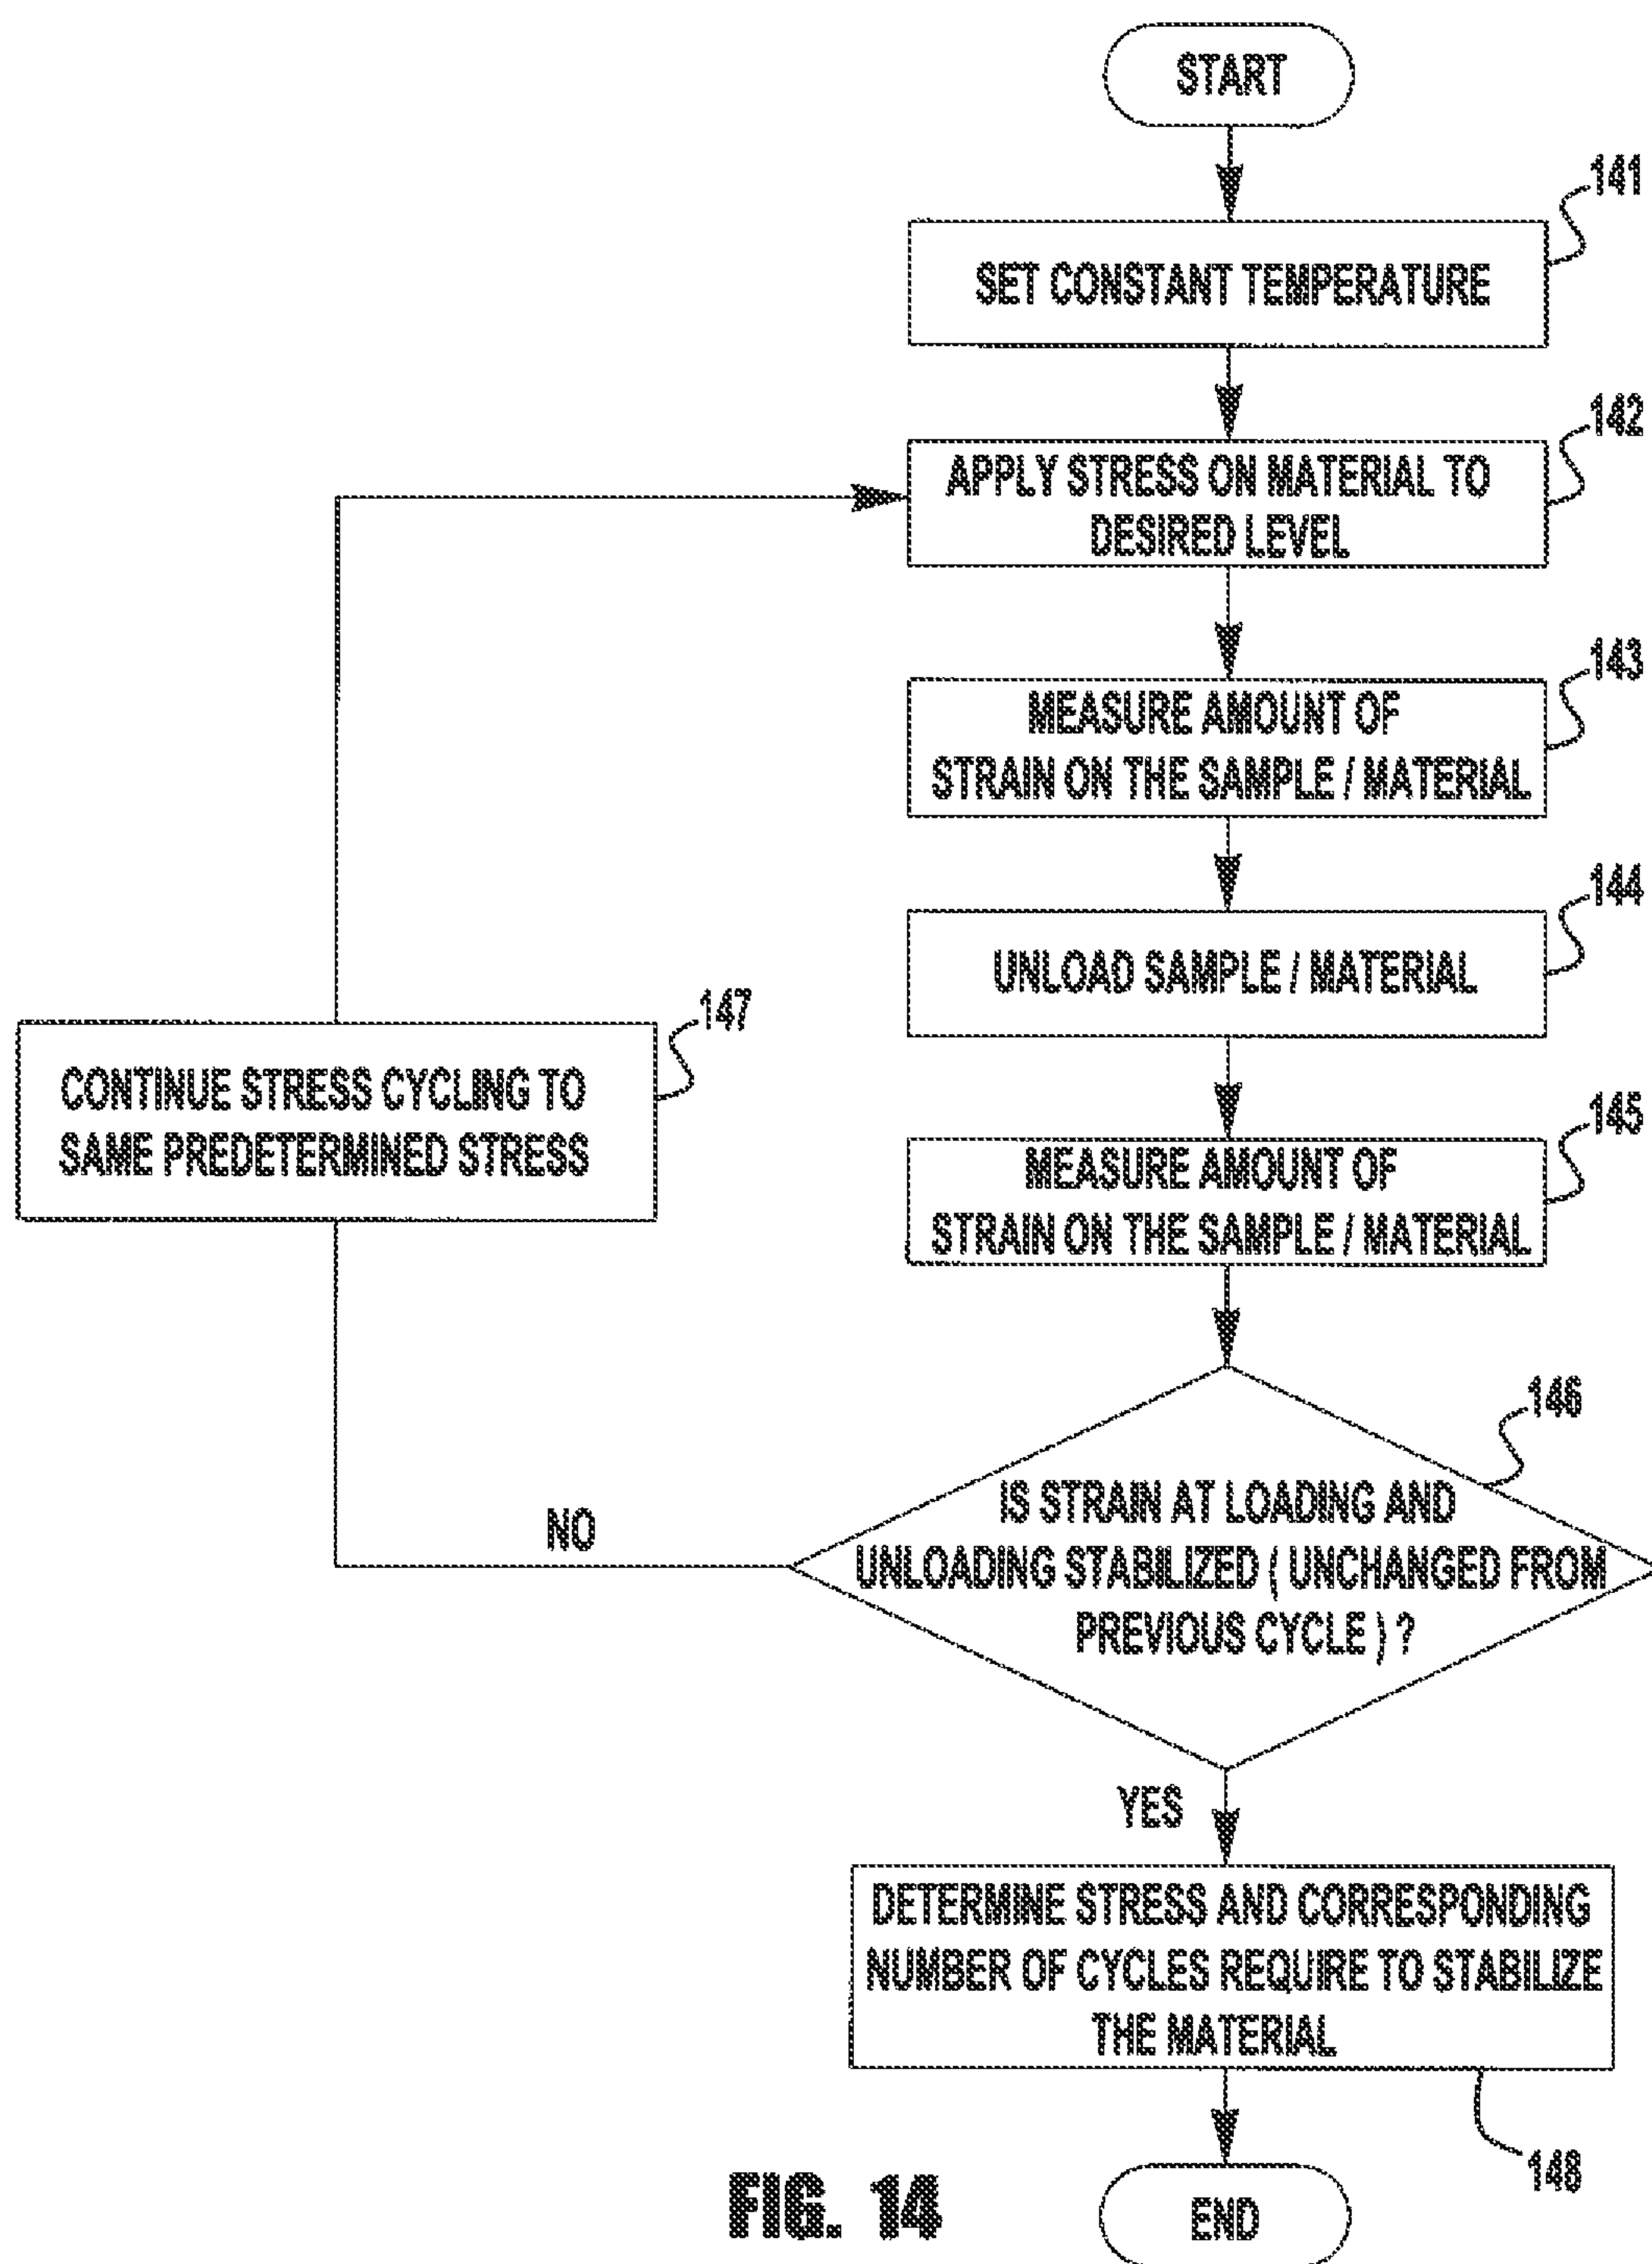 START
141
SET CONSTANT TEMPERATURE
142
APPLY STRESS ON MATERIAL TO
DESIRED LEVEL
143
MEASURE AMOUNT OF
STRAIN ON THE SAMPLE / MATERIAL
144
UNLOAD SAMPLE / MATERIAL
147
CONTINUE STRESS CYCLING TO
SAME PREDETERMINED STRESS
145
MEASURE AMOUNT OF
STRAIN ON THE SAMPLE / MATERIAL
146
IS STRAIN AT LOADING AND
UNLOADING STABILIZED ( UNCHANGED FROM
PREVIOUS CYCLE ) ?
NO
YES
DETERMINE STRESS AND CORRESPONDING
NUMBER OF CYCLES REQUIRE TO STABILIZE
THE MATERIAL
148
END
FIG. 14